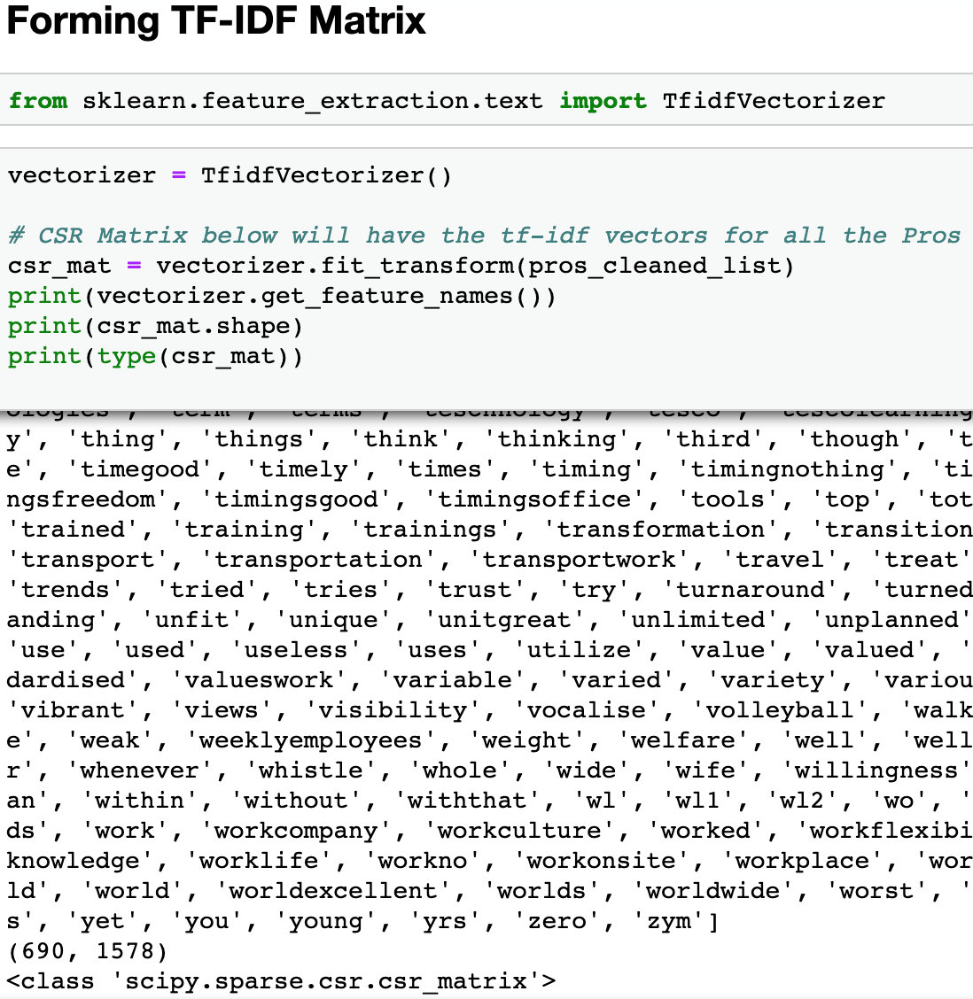 Forming TF-IDF Matrix
from sklearn.feature_extraction.text import TfidfVectorizer
vectorizer = TfidfVectorizer()
# CSR Matrix below will have the tf-idf vectors for all the Pros
csr_mat = vectorizer.fit_transform(pros_cleaned_list)
print(vectorizer.get_feature_names())
print(csr_mat.shape)
print(type(csr_mat))
ologies', 'term', 'terms', 'teschnology', 'tesco', 'tescolearning
y', 'thing', 'things', 'think', 'thinking', 'third', 'though', 't
e', 'timegood', 'timely', 'times', 'timing', 'timingnothing', 'ti
ngsfreedom', 'timingsgood', 'timingsoffice', 'tools', 'top', 'tot
'trained', 'training', 'trainings', 'transformation', 'transition
'transport', 'transportation', 'transportwork', 'travel', 'treat'
'trends', 'tried', 'tries', 'trust', 'try', 'turnaround', 'turned
anding', 'unfit', 'unique', 'unitgreat', 'unlimited', 'unplanned'
'use', 'used', 'useless', 'uses', 'utilize', 'value', 'valued', '
dardised', 'valueswork', 'variable', 'varied', 'variety', 'variou
'vibrant', 'views', 'visibility', 'vocalise', 'volleyball', 'walk
e', 'weak', 'weeklyemployees', 'weight', 'welfare', 'well', 'well
r', 'whenever', 'whistle', 'whole', 'wide', 'wife', 'willingness'
an', 'within', 'without', 'withthat', 'wl', 'wl1', 'wl2', 'wo', '
ds', 'work', 'workcompany', 'workculture', 'worked', 'workflexibi
knowledge', 'worklife', 'workno', 'workonsite', 'workplace', 'wor
ld', 'world', 'worldexcellent', 'worlds', 'worldwide', 'worst', '
s', 'yet', 'you', 'young', 'yrs', 'zero', 'zym']
(690, 1578)
<class 'scipy.sparse.csr.csr_matrix'>